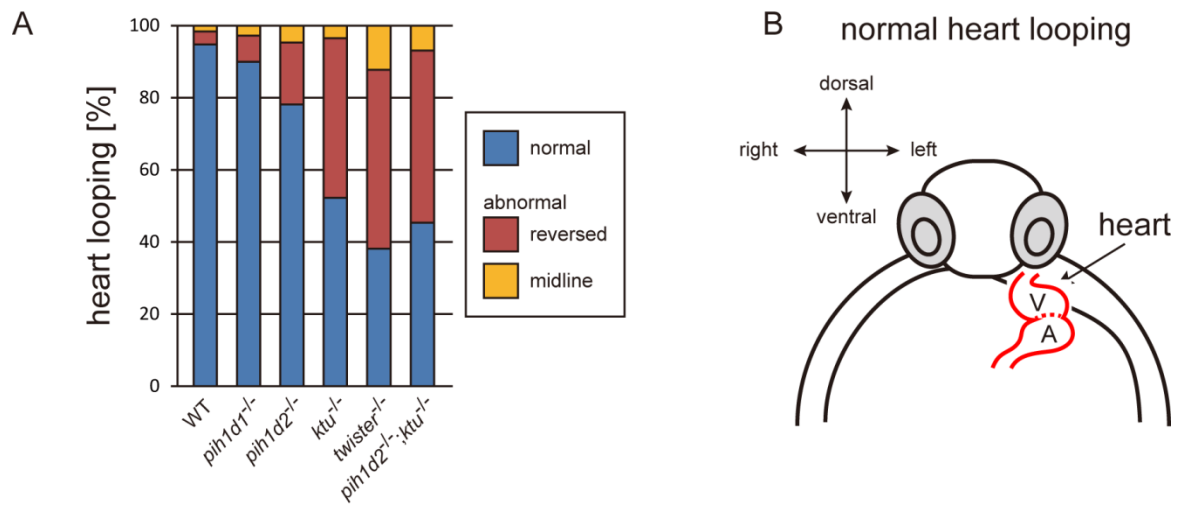 A
heart looping [%]
100
80
60
40
20
0
WT
pih1d1-/-
pih1d2-/-
ktu-/-
twister-/-
pih1d2-/-;ktu-/-
normal
abnormal
reversed
midline
B
normal heart looping
dorsal
right
left
ventral
heart
V
A